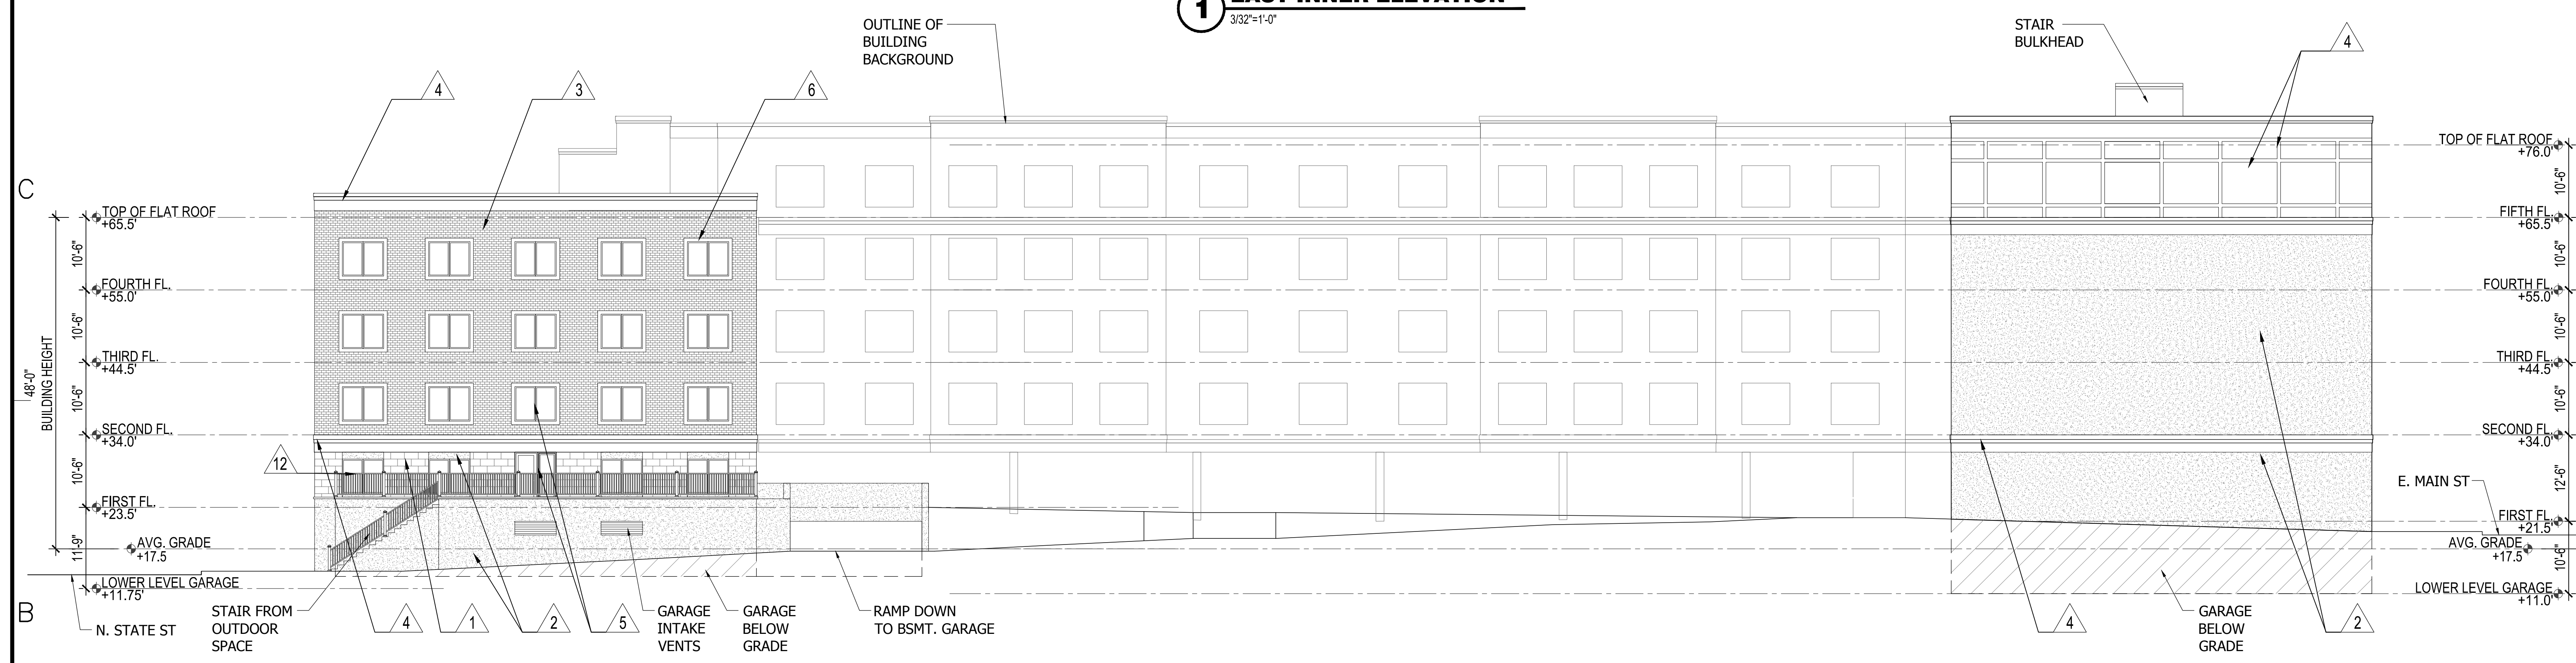 1
EAST INNER ELEVATION
3/32"=1'-0"
OUTLINE OF
BUILDING
BACKGROUND
STAIR
BULKHEAD
4
3
6
4
C
TOP OF FLAT ROOF
+65.5'
10'-6"
FOURTH FL.
+55.0'
10'-6"
THIRD FL.
+44.5'
10'-6"
SECOND FL.
+34.0'
10'-6"
FIRST FL.
+23.5'
11'-9"
AVG. GRADE
+17.5
LOWER LEVEL GARAGE
+11.75'
48'-0"
BUILDING HEIGHT
12
B
N. STATE ST
STAIR FROM
OUTDOOR
SPACE
4
1
2
5
GARAGE
INTAKE
VENTS
GARAGE
BELOW
GRADE
RAMP DOWN
TO BSMT. GARAGE
TOP OF FLAT ROOF
+76.0'
10'-6"
FIFTH FL.
+65.5'
10'-6"
FOURTH FL.
+55.0'
10'-6"
THIRD FL.
+44.5'
10'-6"
SECOND FL.
+34.0'
12'-6"
E. MAIN ST
FIRST FL.
+21.5'
AVG. GRADE
+17.5
10'-6"
LOWER LEVEL GARAGE
+11.0'
4
GARAGE
BELOW
GRADE
2